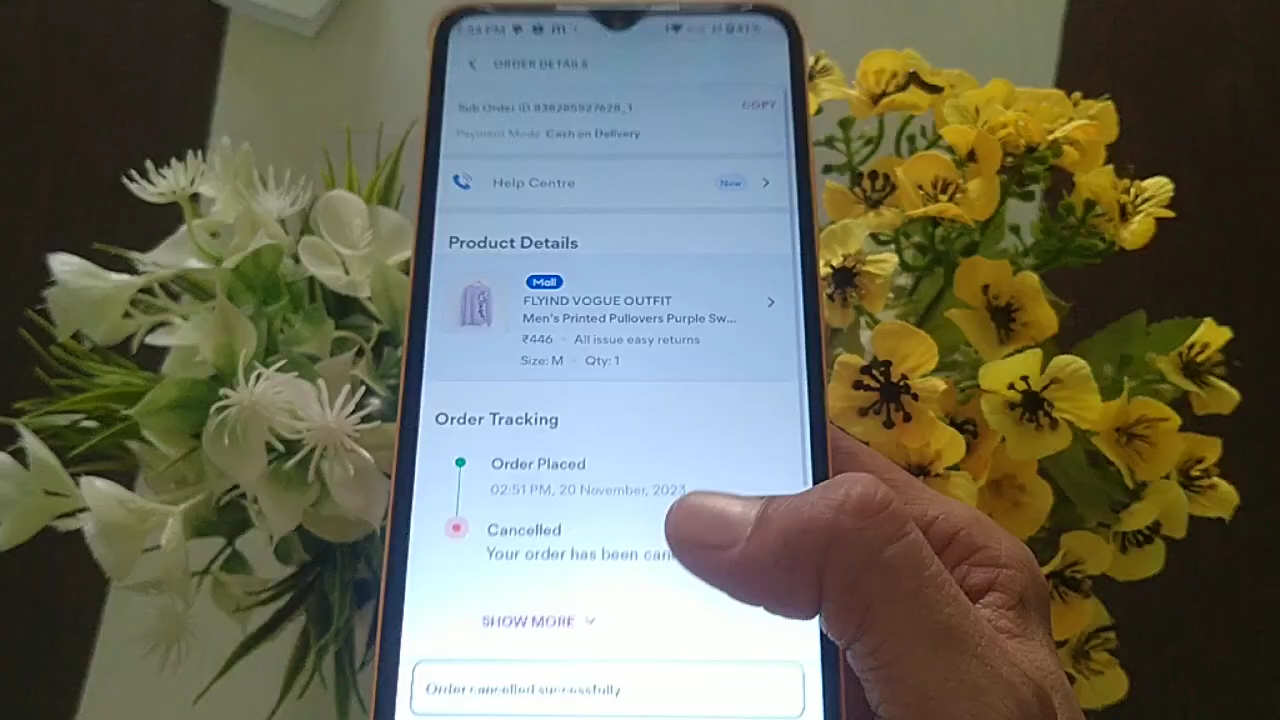 ORDER DETAILS
Sub Order ID 838285927628_1
COPY
Payment Mode Cash on Delivery
Help Centre
New
Product Details
Mall
FLYIND VOGUE OUTFIT
Men's Printed Pullovers Purple Sw...
₹446 · All issue easy returns
Size: M · Qty: 1
Order Tracking
Order Placed
02:51 PM, 20 November, 2023
Cancelled
Your order has been
SHOW MORE
Order cancelled successfully